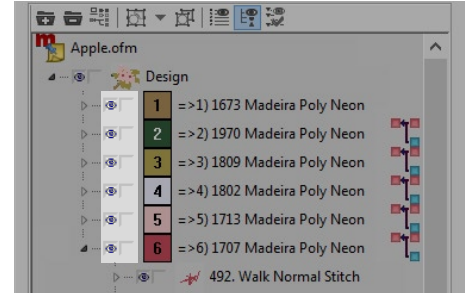 Apple.ofm
Design
1 =>1) 1673 Madeira Poly Neon
2 =>2) 1970 Madeira Poly Neon
3 =>3) 1809 Madeira Poly Neon
4 =>4) 1802 Madeira Poly Neon
5 =>5) 1713 Madeira Poly Neon
6 =>6) 1707 Madeira Poly Neon
492. Walk Normal Stitch